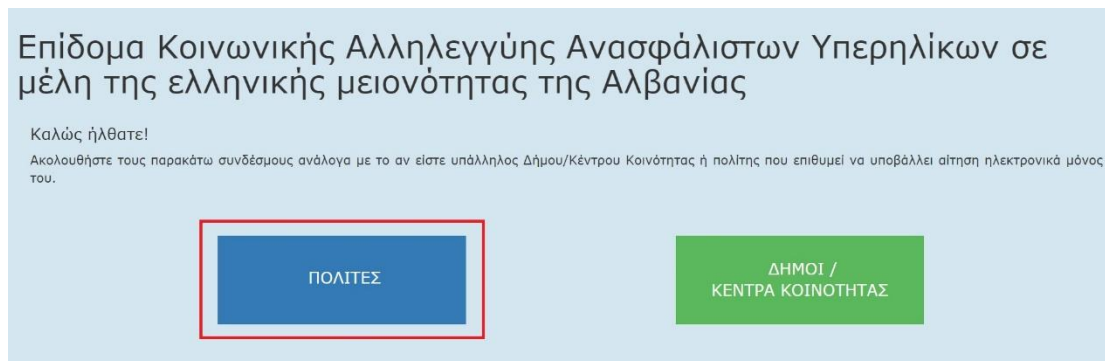 Επίδομα Κοινωνικής Αλληλεγγύης Ανασφάλιστων Υπερηλίκων σε
μέλη της ελληνικής μειονότητας της Αλβανίας
Καλώς ήλθατε!
Ακολουθήστε τους παρακάτω συνδέσμους ανάλογα με το αν είστε υπάλληλος Δήμου/Κέντρου Κοινότητας ή πολίτης που επιθυμεί να υποβάλλει αίτηση ηλεκτρονικά μόνος
του.
ΠΟΛΙΤΕΣ
ΔΗΜΟΙ /
ΚΕΝΤΡΑ ΚΟΙΝΟΤΗΤΑΣ